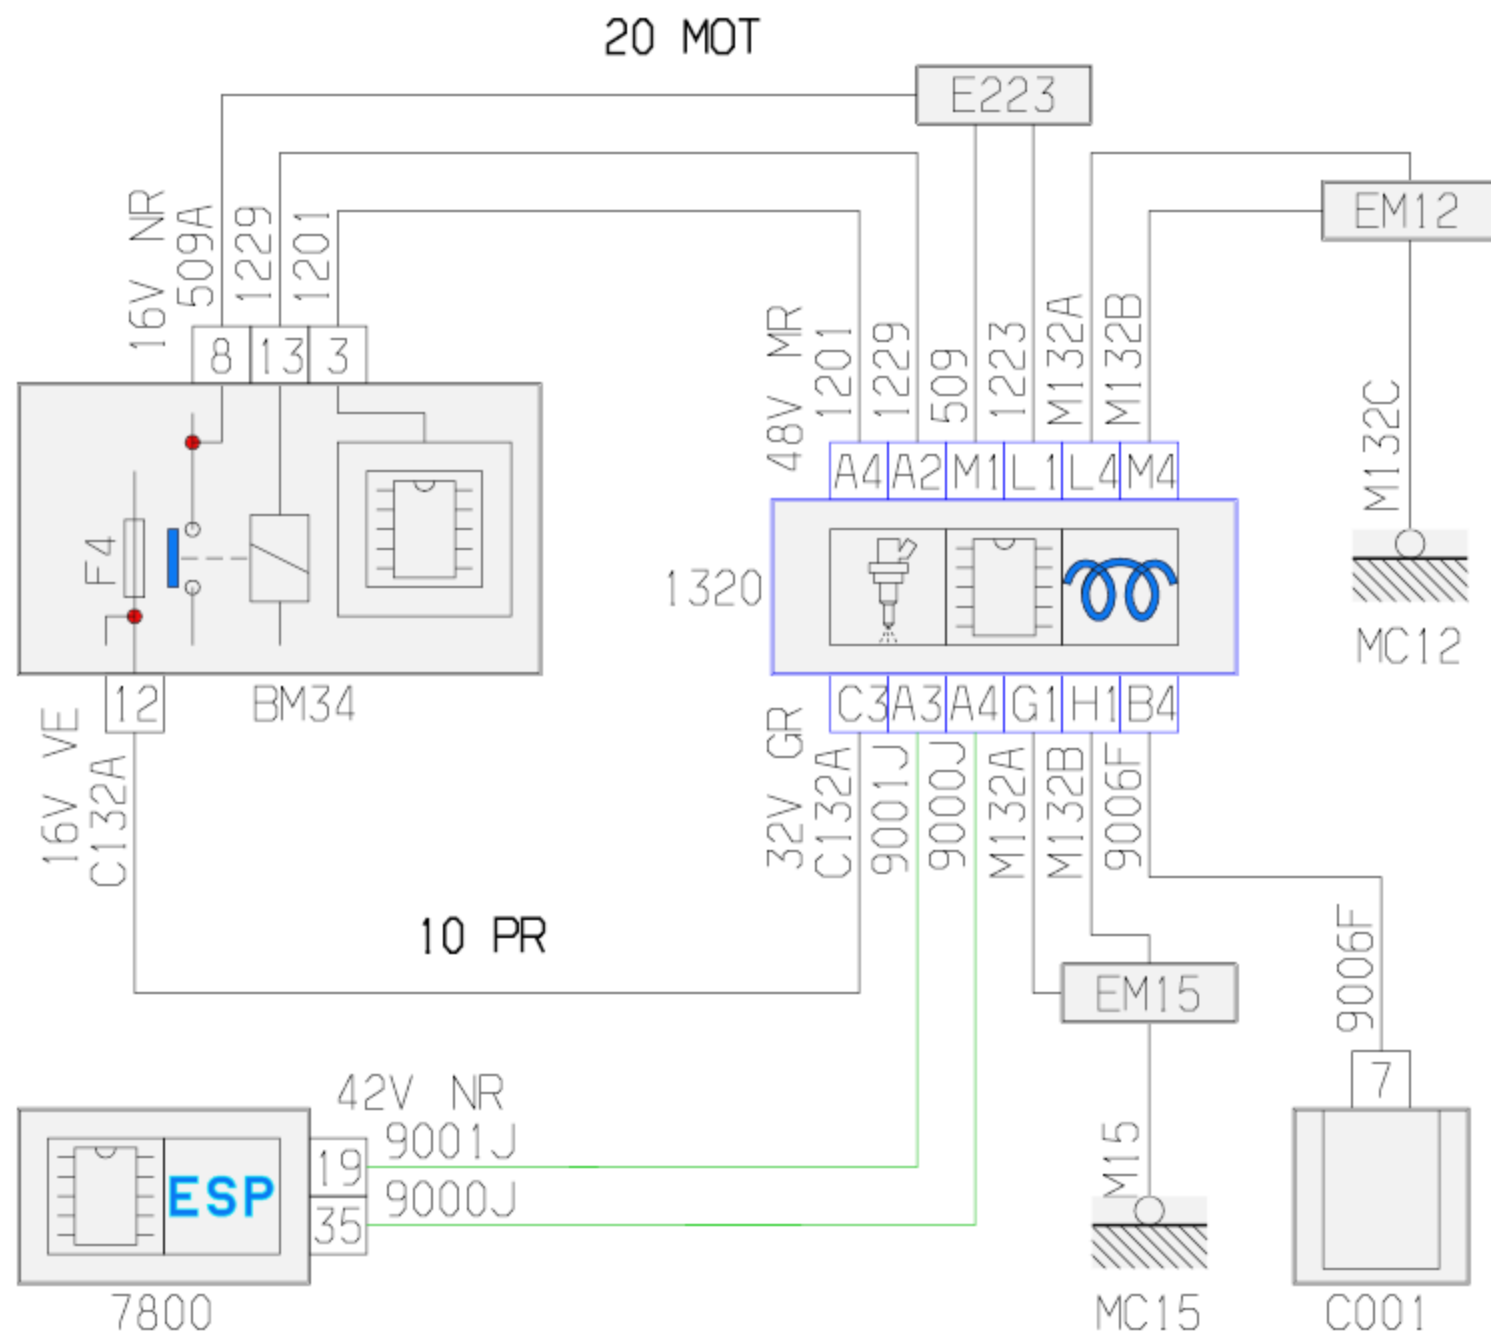 20 MOT
E223
EM12
16V NR
509A
1229
1201
8
13
3
48V MR
1201
1229
509
1223
M132A
M132B
M132C
A4
A2
M1
L1
L4
M4
F4
1320
MC12
12
BM34
C3
A3
A4
G1
H1
B4
16V VE
C132A
32V GR
C132A
9001J
9000J
M132A
M132B
9006F
10 PR
9006F
EM15
7
42V NR
9001J
19
ESP
9000J
35
M15
7800
MC15
C001